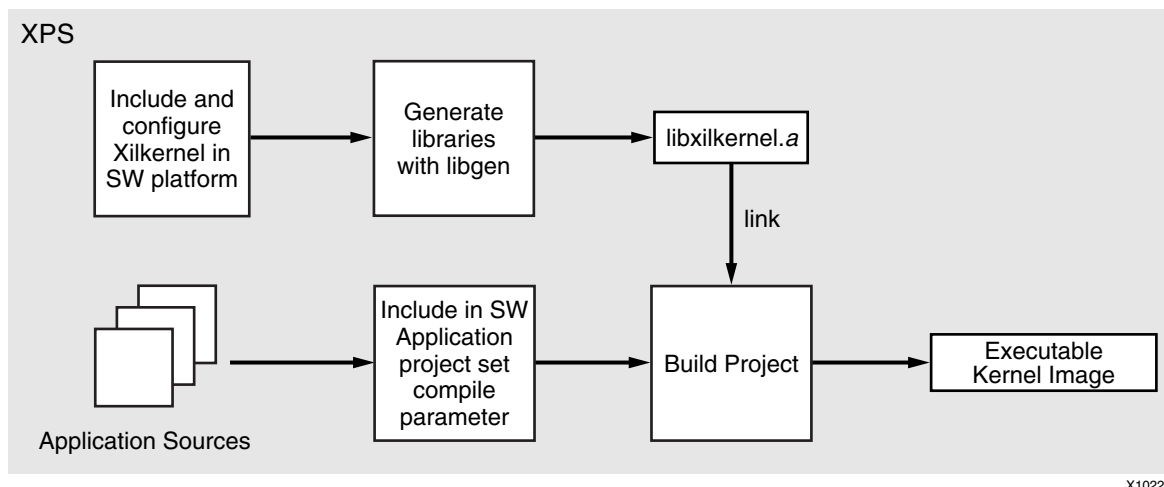 XPS
Include and
configure
Xilkernel in
SW platform
Generate
libraries
with libgen
libxilkernel.a
link
Include in SW
Application
project set
compile
parameter
Build Project
Executable
Kernel Image
Application Sources
X1022